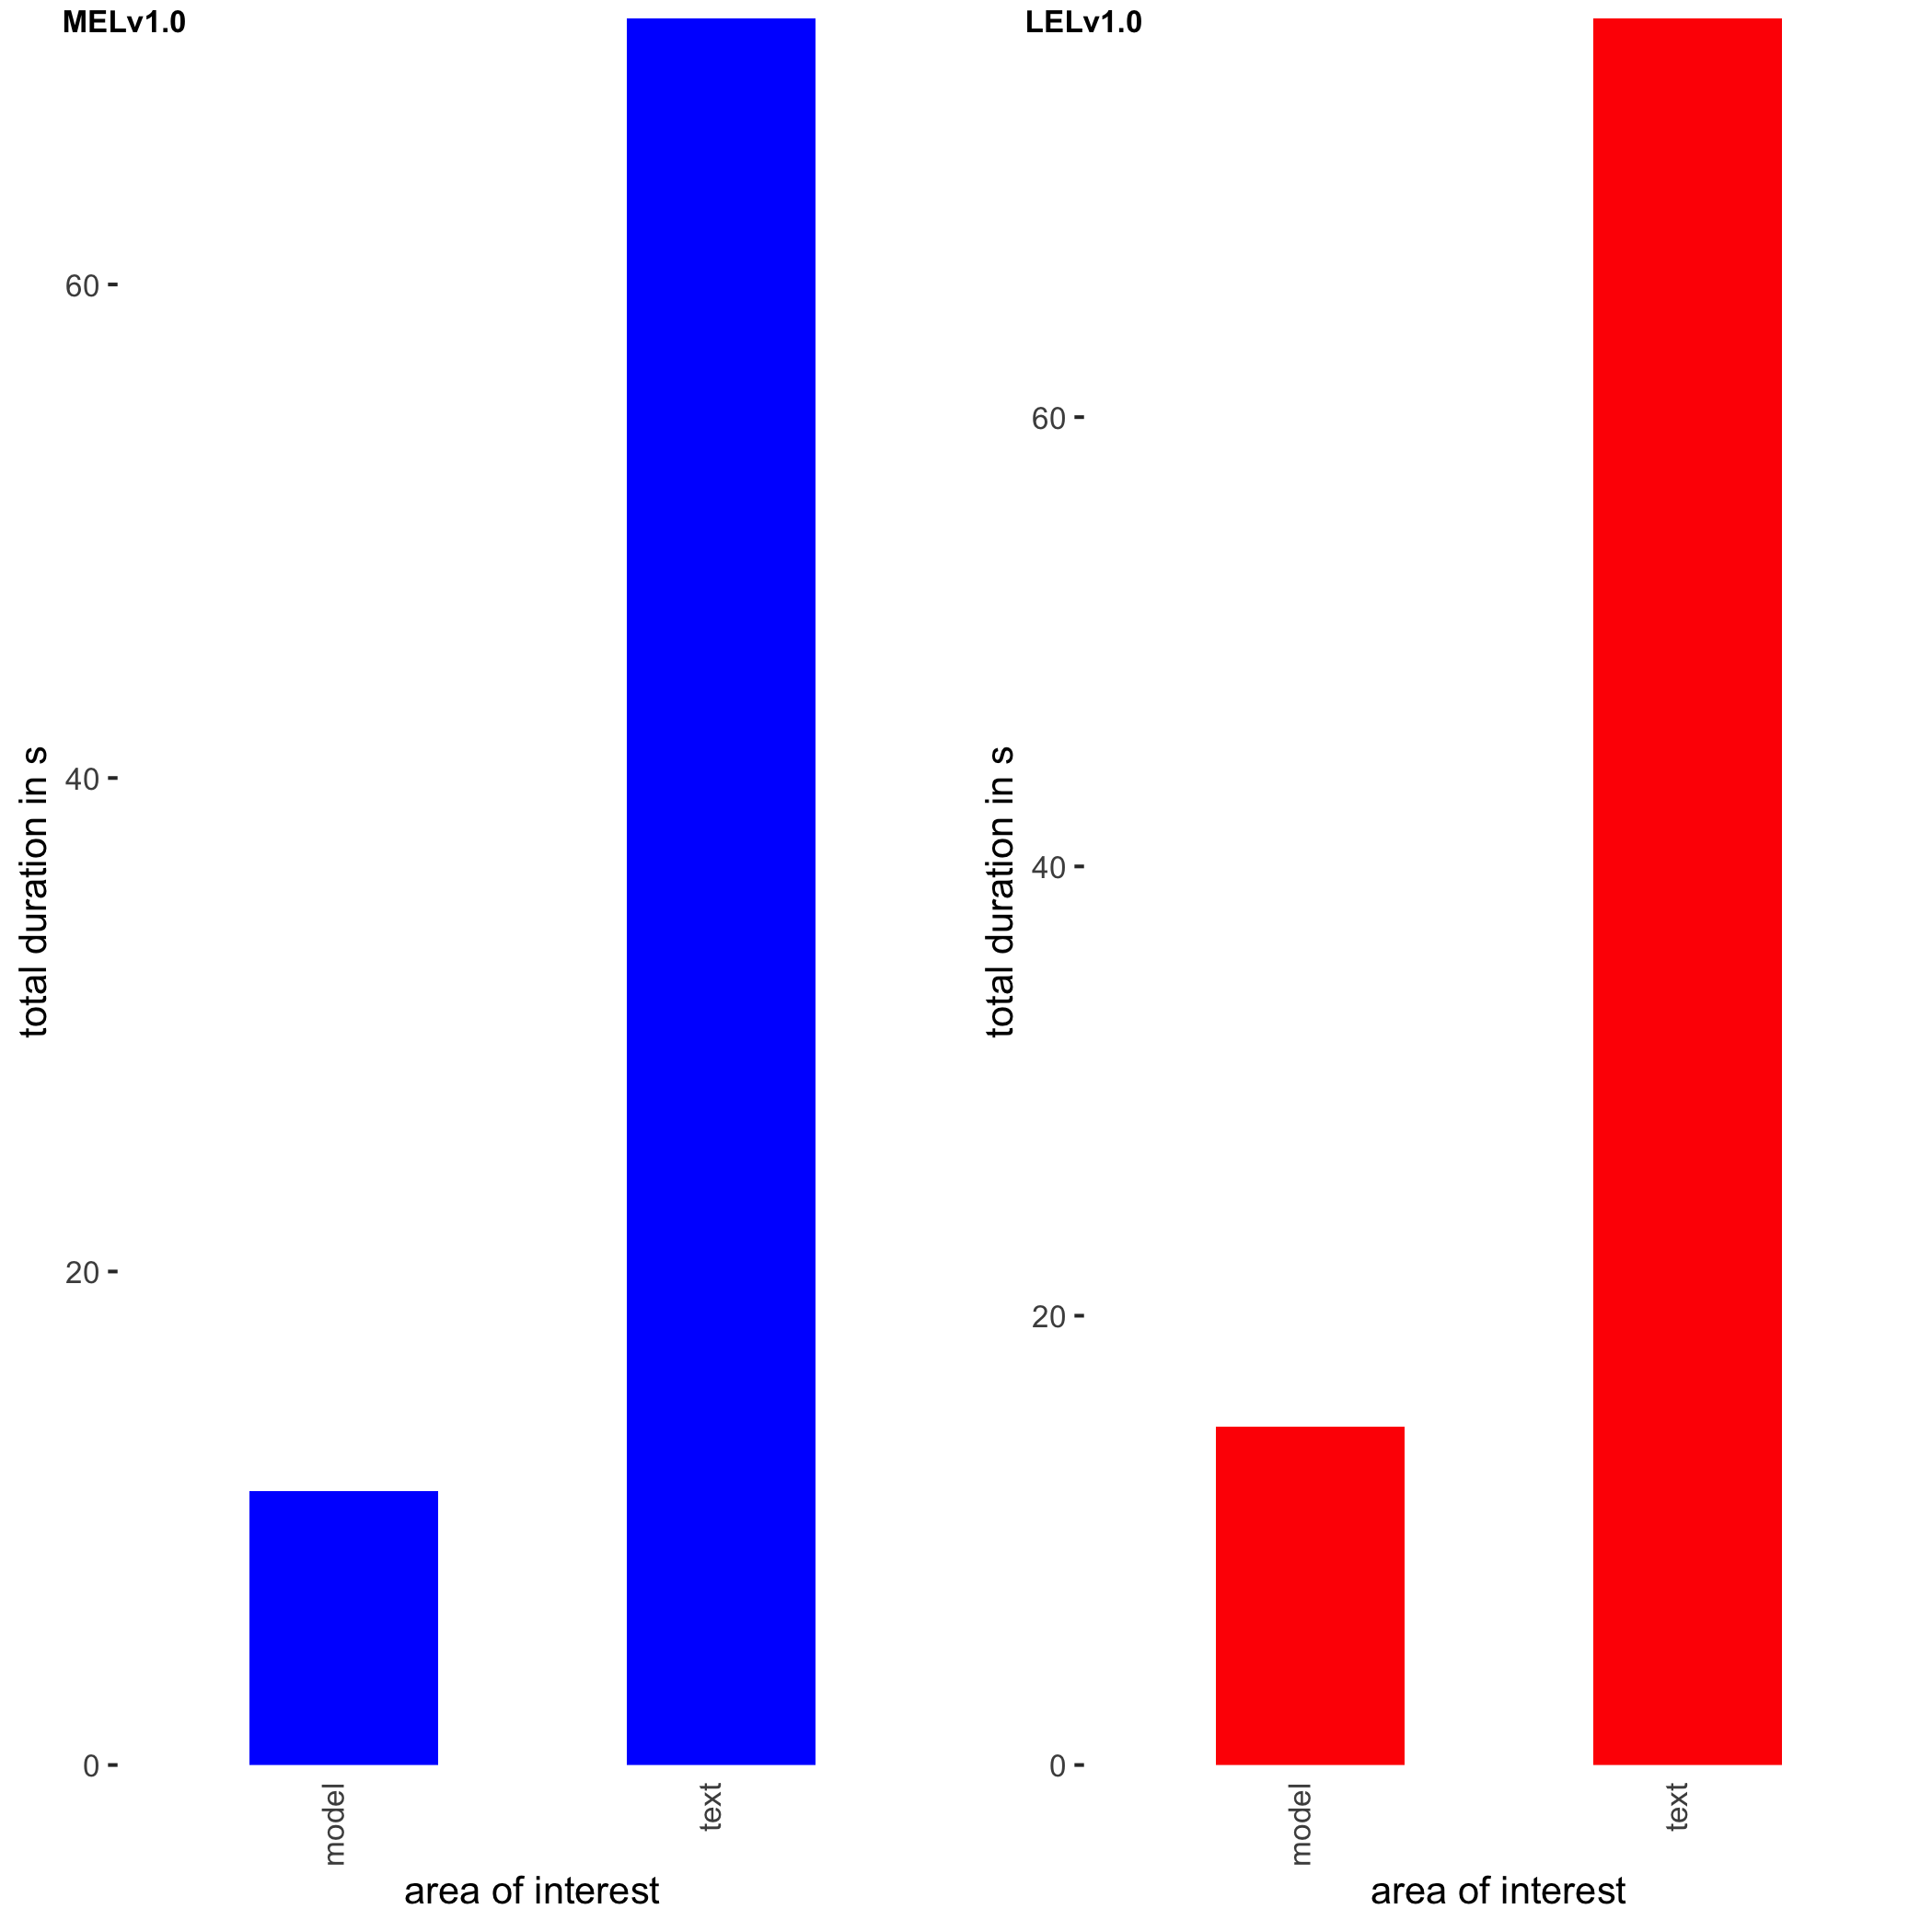 MELv1.0
total duration in s
60
40
20
0
model
text
area of interest
LELv1.0
total duration in s
60
40
20
0
model
text
area of interest